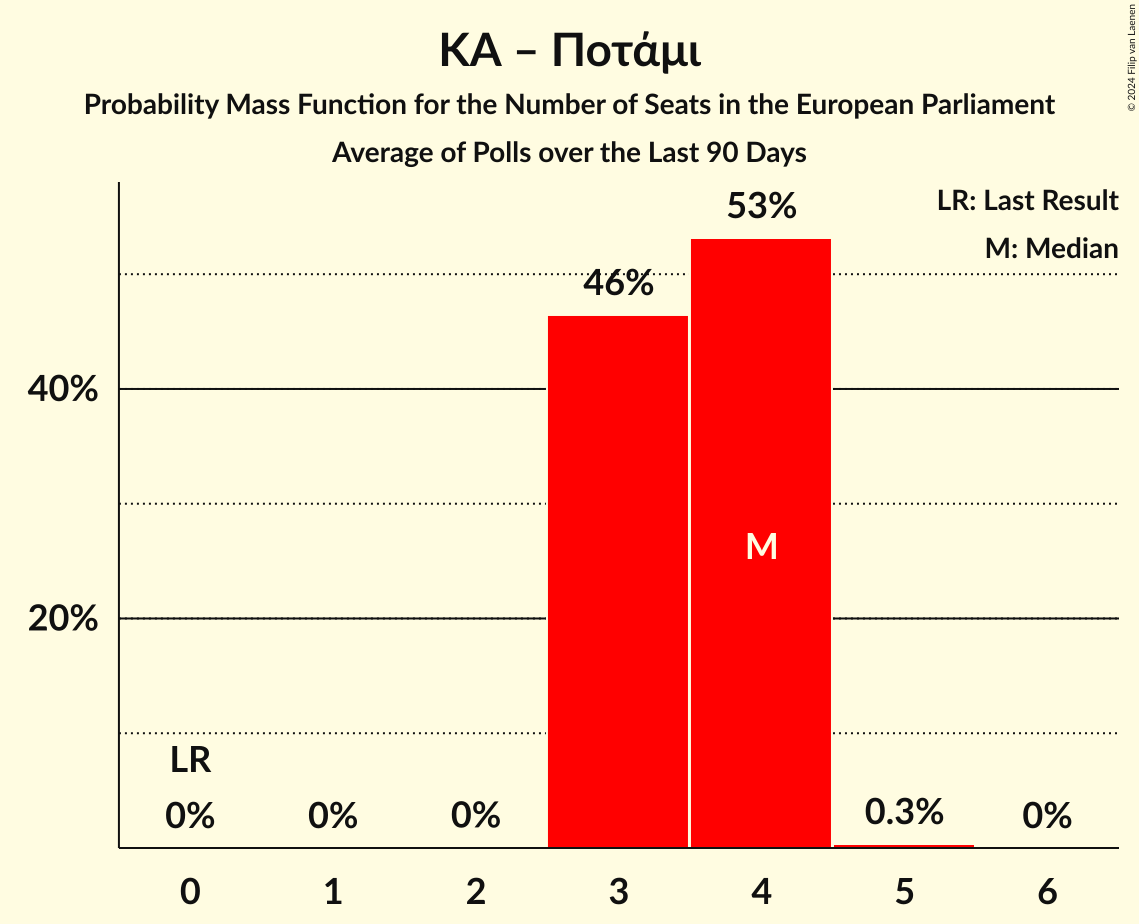 ΚΑ – Ποτάμι
Probability Mass Function for the Number of Seats in the European Parliament
Average of Polls over the Last 90 Days
© 2024 Filip van Laenen
LR: Last Result
M: Median
53%
46%
40%
20%
M
LR
0%
0%
0%
0.3%
0%
0 1 2 3 4 5 6